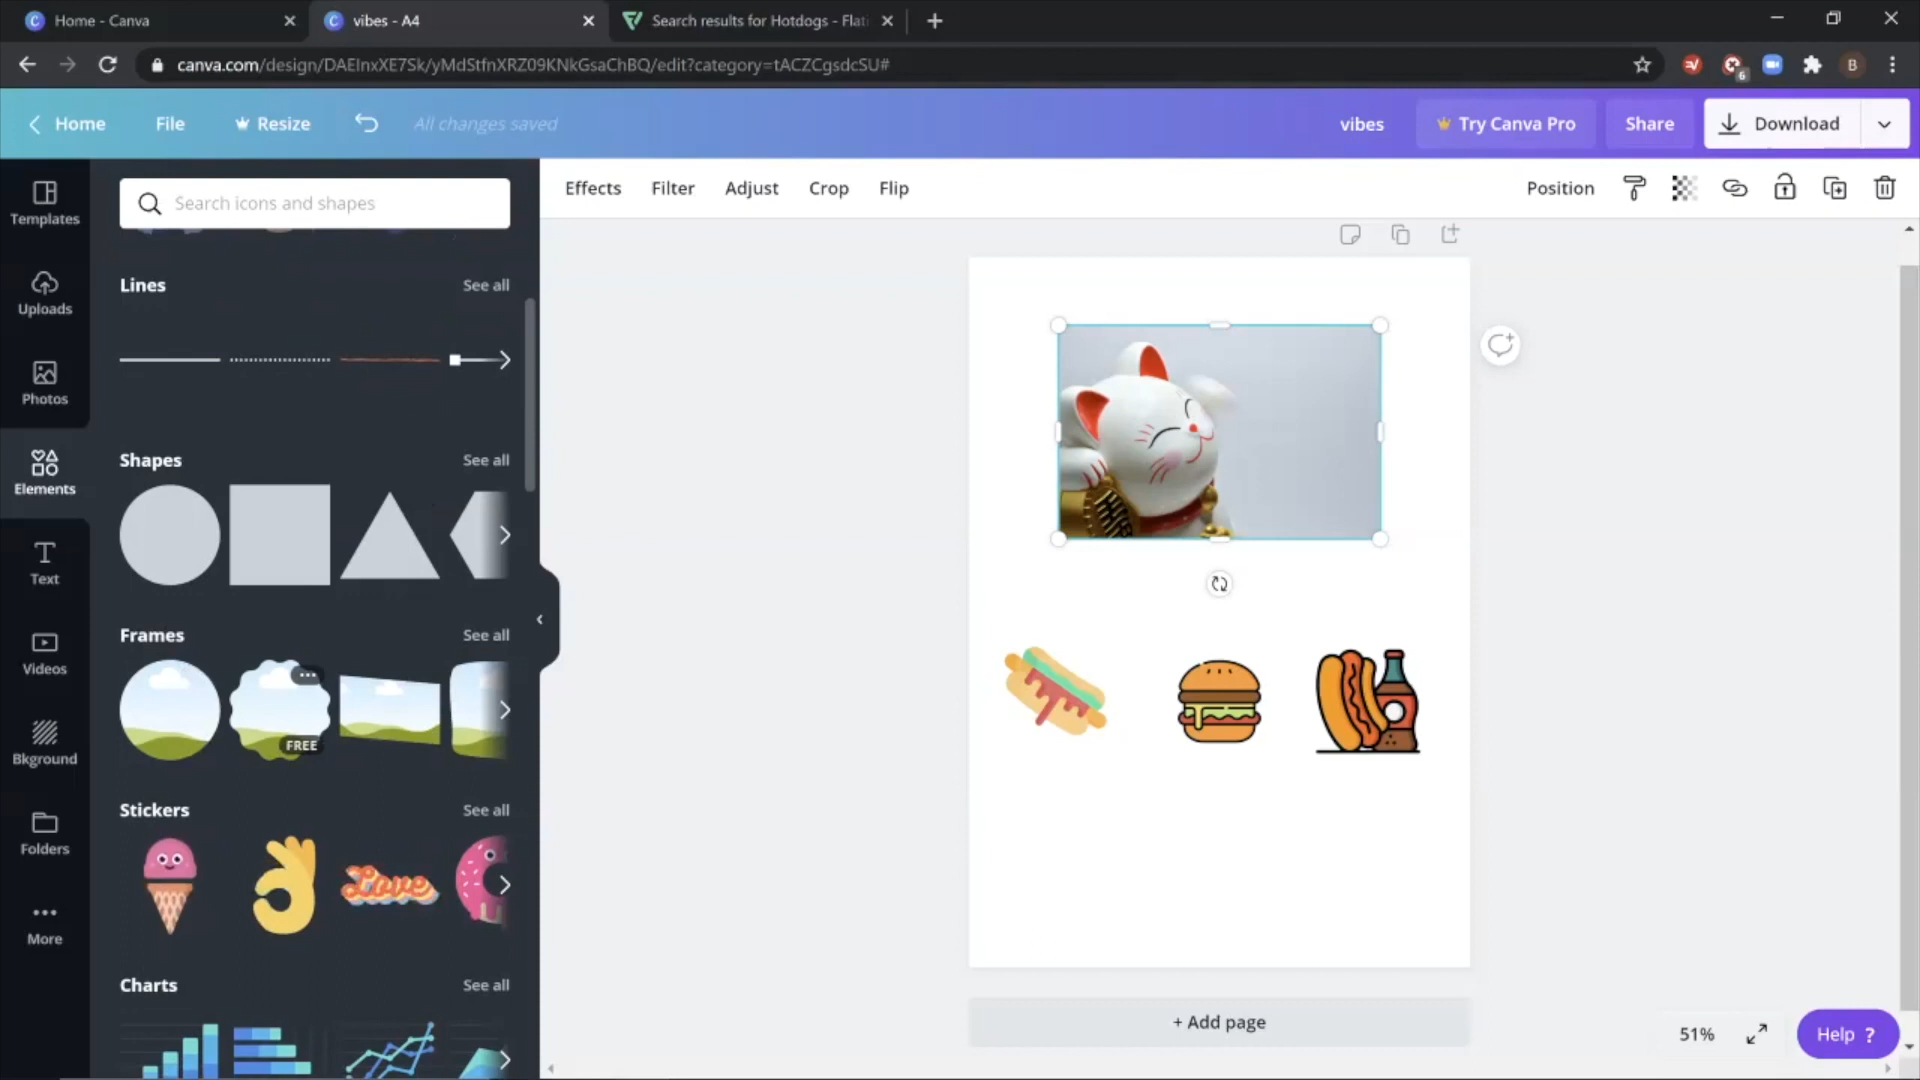 Home - Canva
vibes - A4
Search results for Hotdogs - Flati
canva.com/design/DAEInxXE7Sk/yMdStfnXRZ09KNkGsaChBQ/edit?category=tACZCgsdcSU#
6
B
Home
File
Resize
All changes saved
vibes
Try Canva Pro
Share
Download
Templates
Uploads
Photos
Elements
Text
Videos
Bkground
Folders
More
Search icons and shapes
Lines
See all
Shapes
See all
Frames
See all
FREE
Stickers
See all
Love
Charts
See all
Effects
Filter
Adjust
Crop
Flip
Position
+ Add page
51%
Help ?